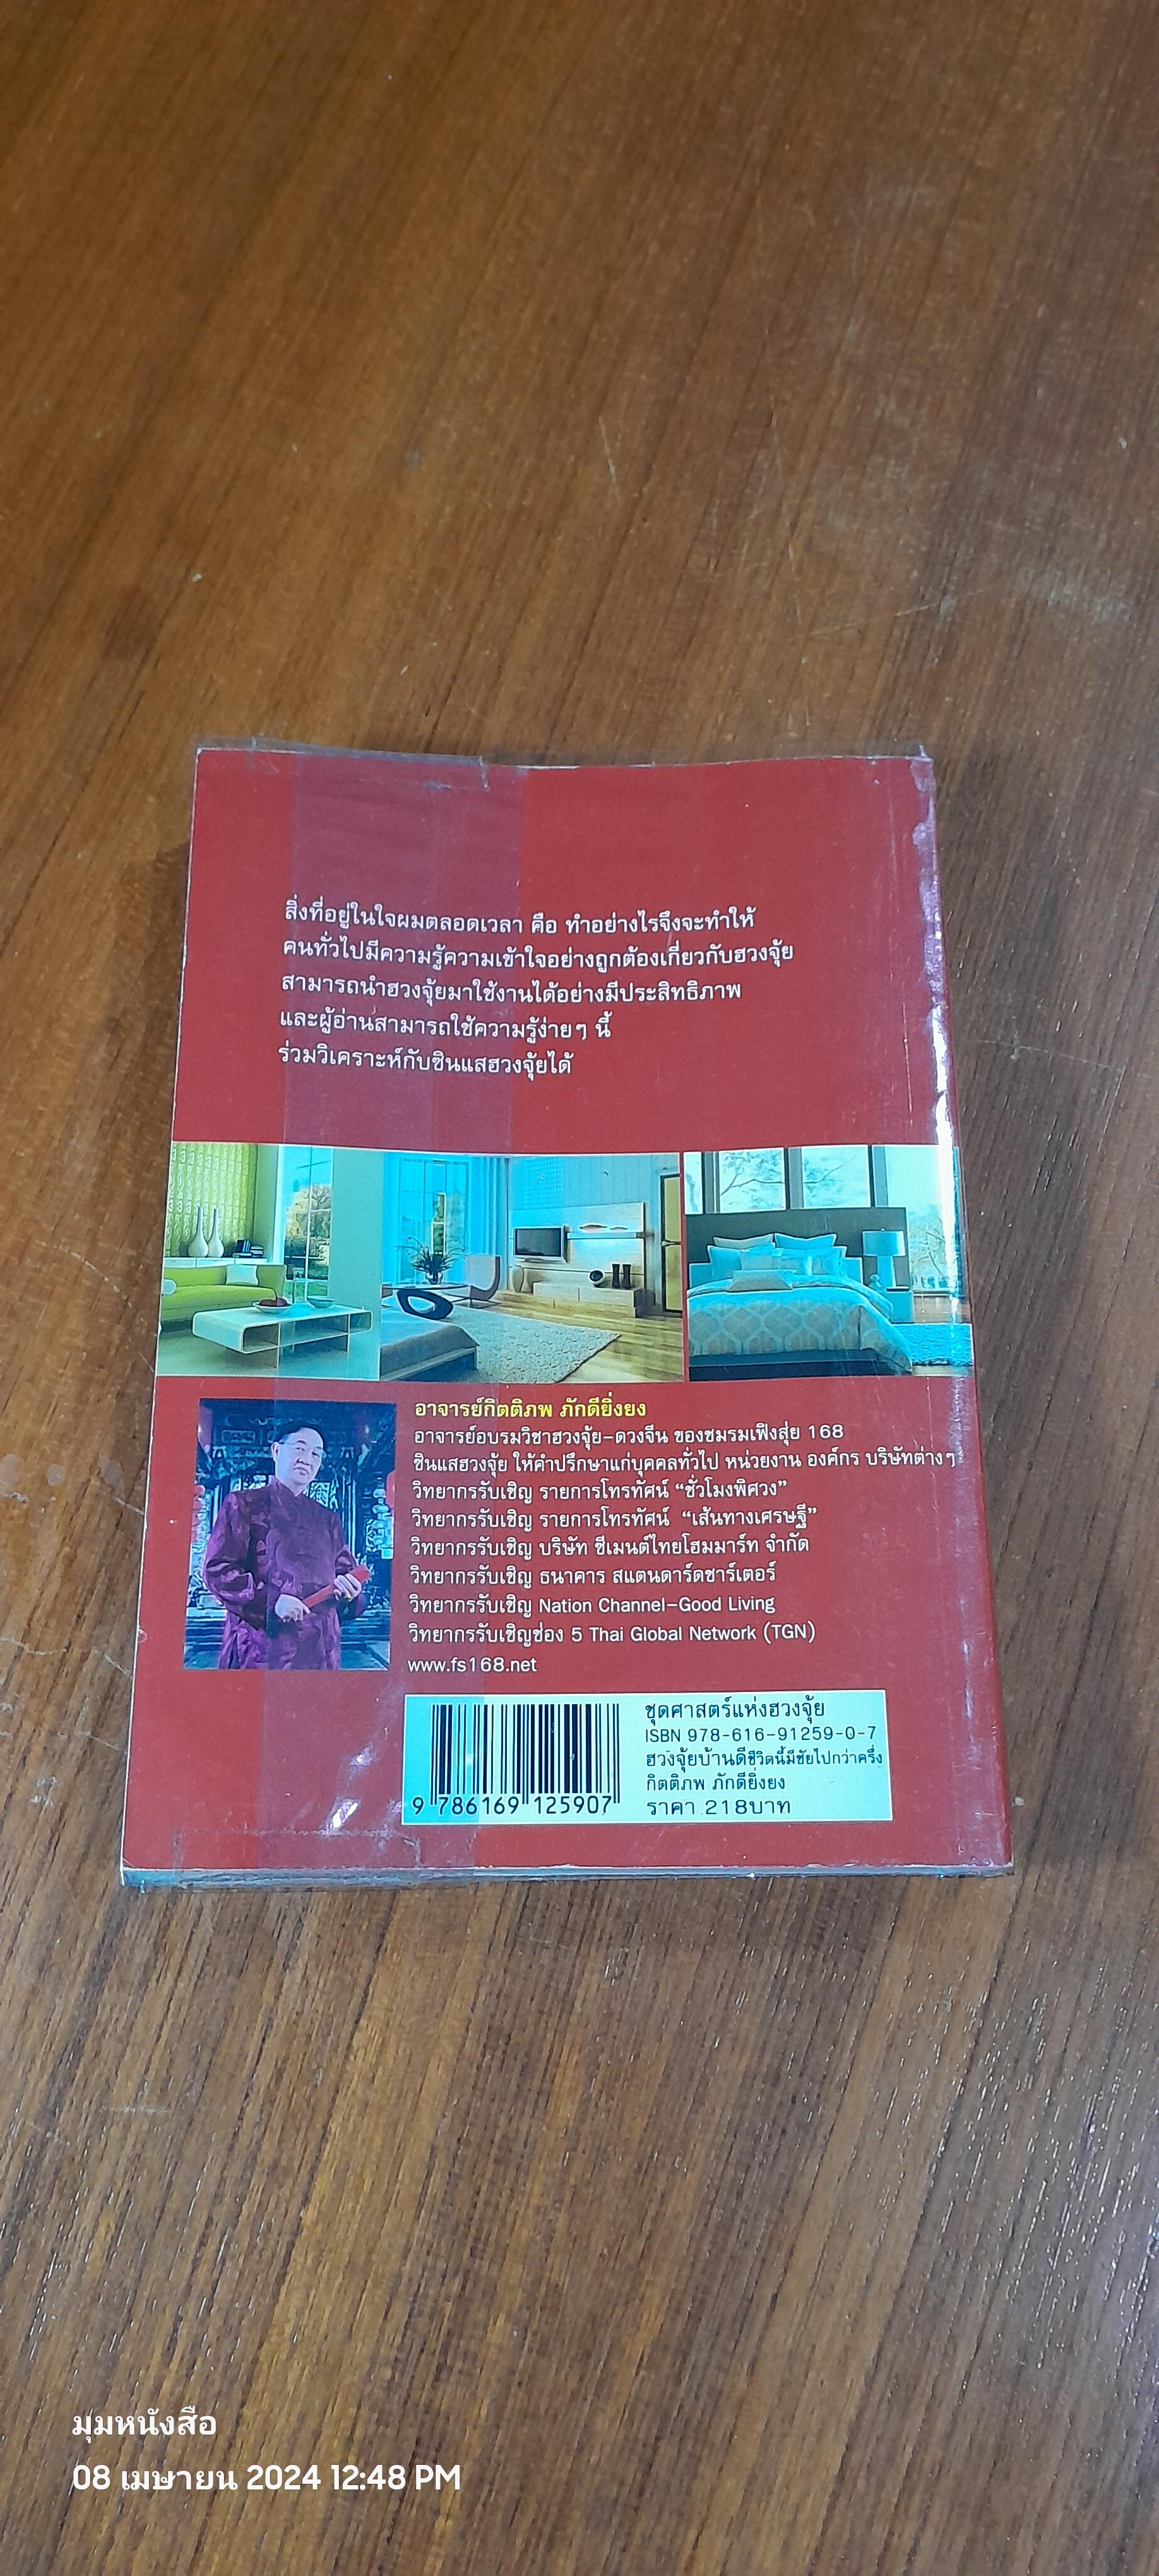 สิ่งที่อยู่ในใจผมตลอดเวลา คือ ทำอย่างไรจึงจะทำให้
คนทั่วไปมีความรู้ความเข้าใจอย่างถูกต้องเกี่ยวกับฮวงจุ้ย
สามารถนำฮวงจุ้ยมาใช้งานได้อย่างมีประสิทธิภาพ
และผู้อ่านสามารถใช้ความรู้ง่ายๆ นี้
ร่วมวิเคราะห์กับซินแสฮวงจุ้ยได้
อาจารย์กิตติภพ ภักดียิ่งยง
อาจารย์อบรมวิชาฮวงจุ้ย-ดวงจีน ของชมรมเฟิงสุ่ย 168
ซินแสฮวงจุ้ย ให้คำปรึกษาแก่บุคคลทั่วไป หน่วยงาน องค์กร บริษัทต่างๆ
วิทยากรรับเชิญ รายการโทรทัศน์ “ชั่วโมงพิศวง”
วิทยากรรับเชิญ รายการโทรทัศน์ “เส้นทางเศรษฐี”
วิทยากรรับเชิญ บริษัท ซีเมนต์ไทยโฮมมาร์ท จำกัด
วิทยากรรับเชิญ ธนาคาร สแตนดาร์ดชาร์เตอร์
วิทยากรรับเชิญ Nation Channel-Good Living
วิทยากรรับเชิญช่อง 5 Thai Global Network (TGN)
www.fs168.net
ชุดศาสตร์แห่งฮวงจุ้ย
ISBN 978-616-91259-0-7
ฮวงจุ้ยบ้านดีชีวิตนี้มีชัยไปกว่าครึ่ง
กิตติภพ ภักดียิ่งยง
ราคา 218บาท
9 786169 125907
มุมหนังสือ
08 เมษายน 2024 12:48 PM